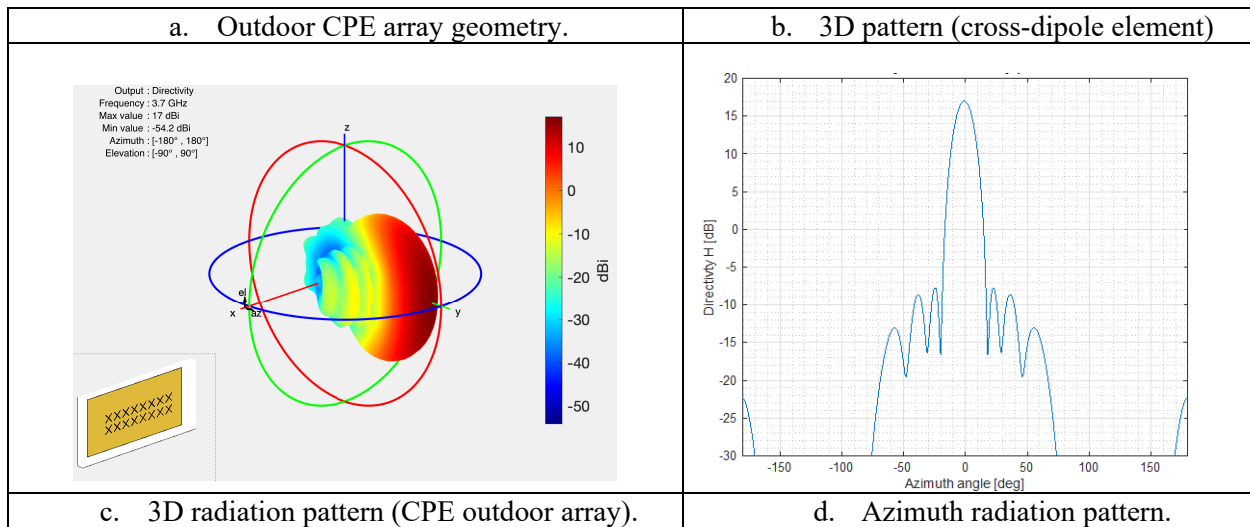 a. Outdoor CPE array geometry.
b. 3D pattern (cross-dipole element)
Output : Directivity
Frequency : 3.7 GHz
Max value : 17 dBi
Min value : -54.2 dBi
Azimuth : [-180° , 180°]
Elevation : [-90° , 90°]
z
el
x
az
y
10
0
-10
-20
-30
-40
-50
dBi
XXXXXXXX
XXXXXXXX
20
15
10
5
0
-5
-10
-15
-20
-25
-30
Directivty H [dB]
-150 -100 -50 0 50 100 150
Azimuth angle [deg]
c. 3D radiation pattern (CPE outdoor array).
d. Azimuth radiation pattern.